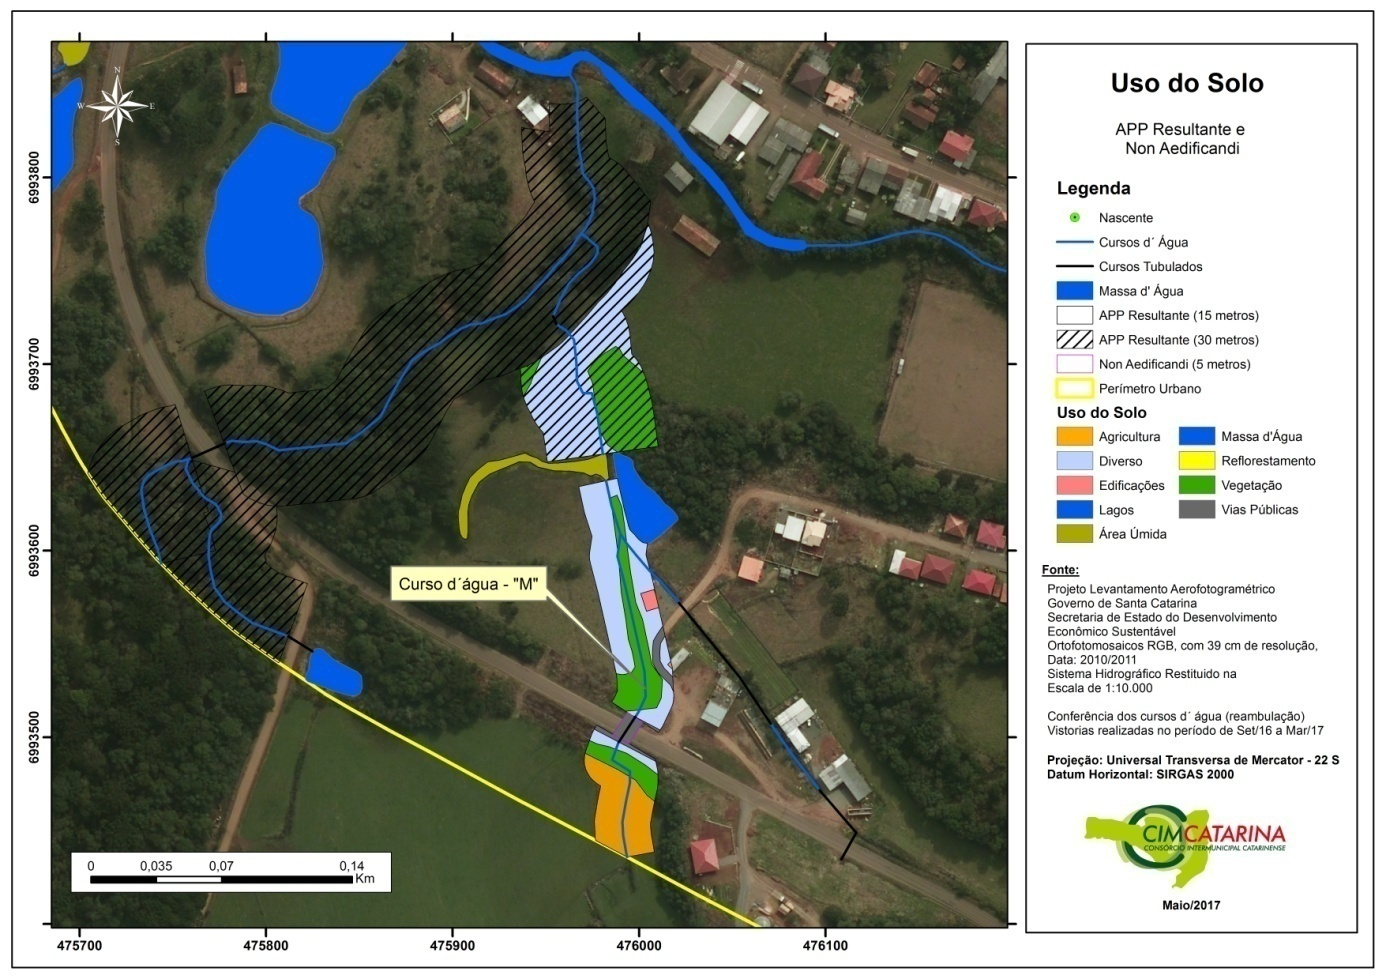 Uso do Solo
APP Resultante e
Non Aedificandi
Legenda
Nascente
Cursos d´ Água
Cursos Tubulados
Massa d' Água
APP Resultante (15 metros)
APP Resultante (30 metros)
Non Aedificandi (5 metros)
Perímetro Urbano
Uso do Solo
Agricultura
Massa d'Água
Diverso
Reflorestamento
Edificações
Vegetação
Lagos
Vias Públicas
Área Úmida
Fonte:
Projeto Levantamento Aerofotogramétrico
Governo de Santa Catarina
Secretaria de Estado do Desenvolvimento
Econômico Sustentável
Ortofotomosaicos RGB, com 39 cm de resolução,
Data: 2010/2011
Sistema Hidrográfico Restituido na
Escala de 1:10.000
Conferência dos cursos d´ água (reambulação)
Vistorias realizadas no período de Set/16 a Mar/17
Projeção: Universal Transversa de Mercator - 22 S
Datum Horizontal: SIRGAS 2000
CIMCATARINA
CONSÓRCIO INTERMUNICIPAL CATARINENSE
Maio/2017
N
W
E
S
6993800
6993700
6993600
6993500
Curso d´água - "M"
0 0,035 0,07 0,14
Km
475700 475800 475900 476000 476100